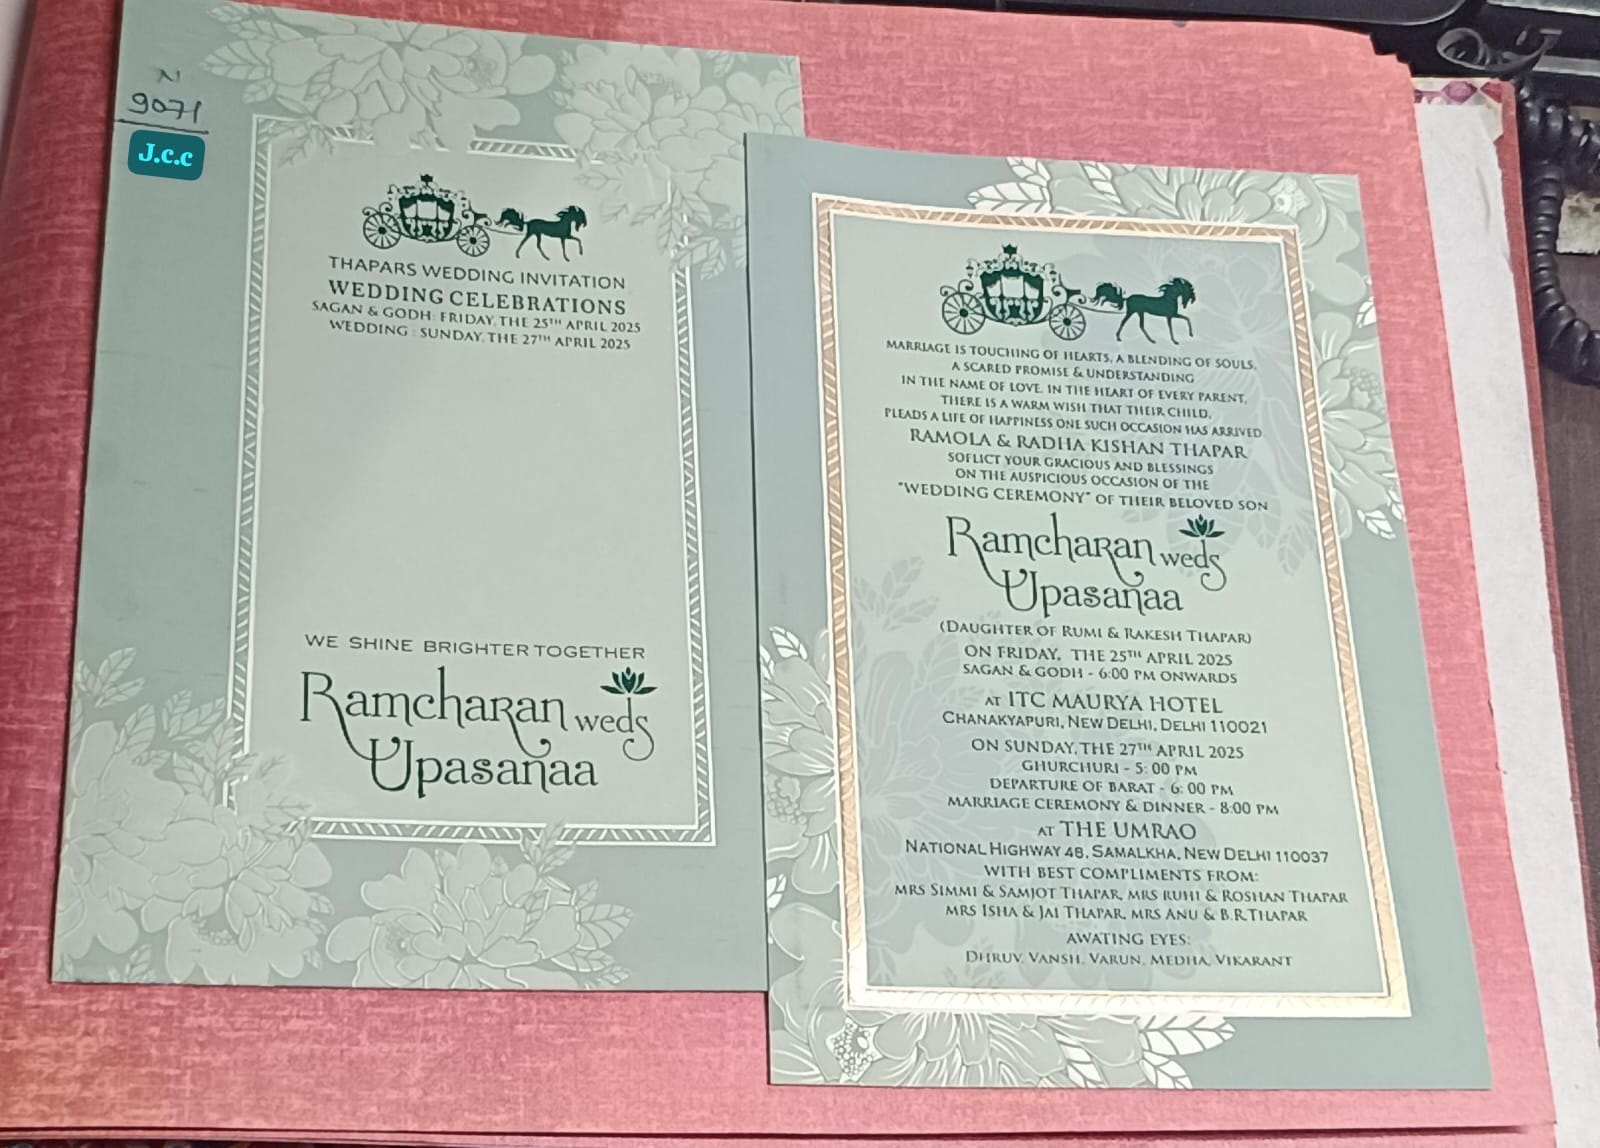 N
9071
J.c.c
THAPARS WEDDING INVITATION
WEDDING CELEBRATIONS
SAGAN & GODH: FRIDAY, THE 25TH APRIL 2025
WEDDING : SUNDAY, THE 27TH APRIL 2025
WE SHINE BRIGHTER TOGETHER
Ramcharan weds
Upasanaa
MARRIAGE IS TOUCHING OF HEARTS, A BLENDING OF SOULS,
A SCARED PROMISE & UNDERSTANDING
IN THE NAME OF LOVE, IN THE HEART OF EVERY PARENT,
THERE IS A WARM WISH THAT THEIR CHILD,
PLEADS A LIFE OF HAPPINESS ONE SUCH OCCASION HAS ARRIVED
RAMOLA & RADHA KISHAN THAPAR
SOFLICT YOUR GRACIOUS AND BLESSINGS
ON THE AUSPICIOUS OCCASION OF THE
"WEDDING CEREMONY" OF THEIR BELOVED SON
Ramcharan weds
Upasanaa
(DAUGHTER OF RUMI & RAKESH THAPAR)
ON FRIDAY, THE 25TH APRIL 2025
SAGAN & GODH - 6:00 PM ONWARDS
AT ITC MAURYA HOTEL
CHANAKYAPURI, NEW DELHI, DELHI 110021
ON SUNDAY, THE 27TH APRIL 2025
GHURCHURI - 5: 00 PM
DEPARTURE OF BARAT - 6: 00 PM
MARRIAGE CEREMONY & DINNER - 8:00 PM
AT THE UMRAO
NATIONAL HIGHWAY 48, SAMALKHA, NEW DELHI 110037
WITH BEST COMPLIMENTS FROM:
MRS SIMMI & SAMJOT THAPAR, MRS RUHI & ROSHAN THAPAR
MRS ISHA & JAI THAPAR, MRS ANU & B.R.THAPAR
AWATING EYES:
DHRUV, VANSH, VARUN, MEDHA, VIKARANT